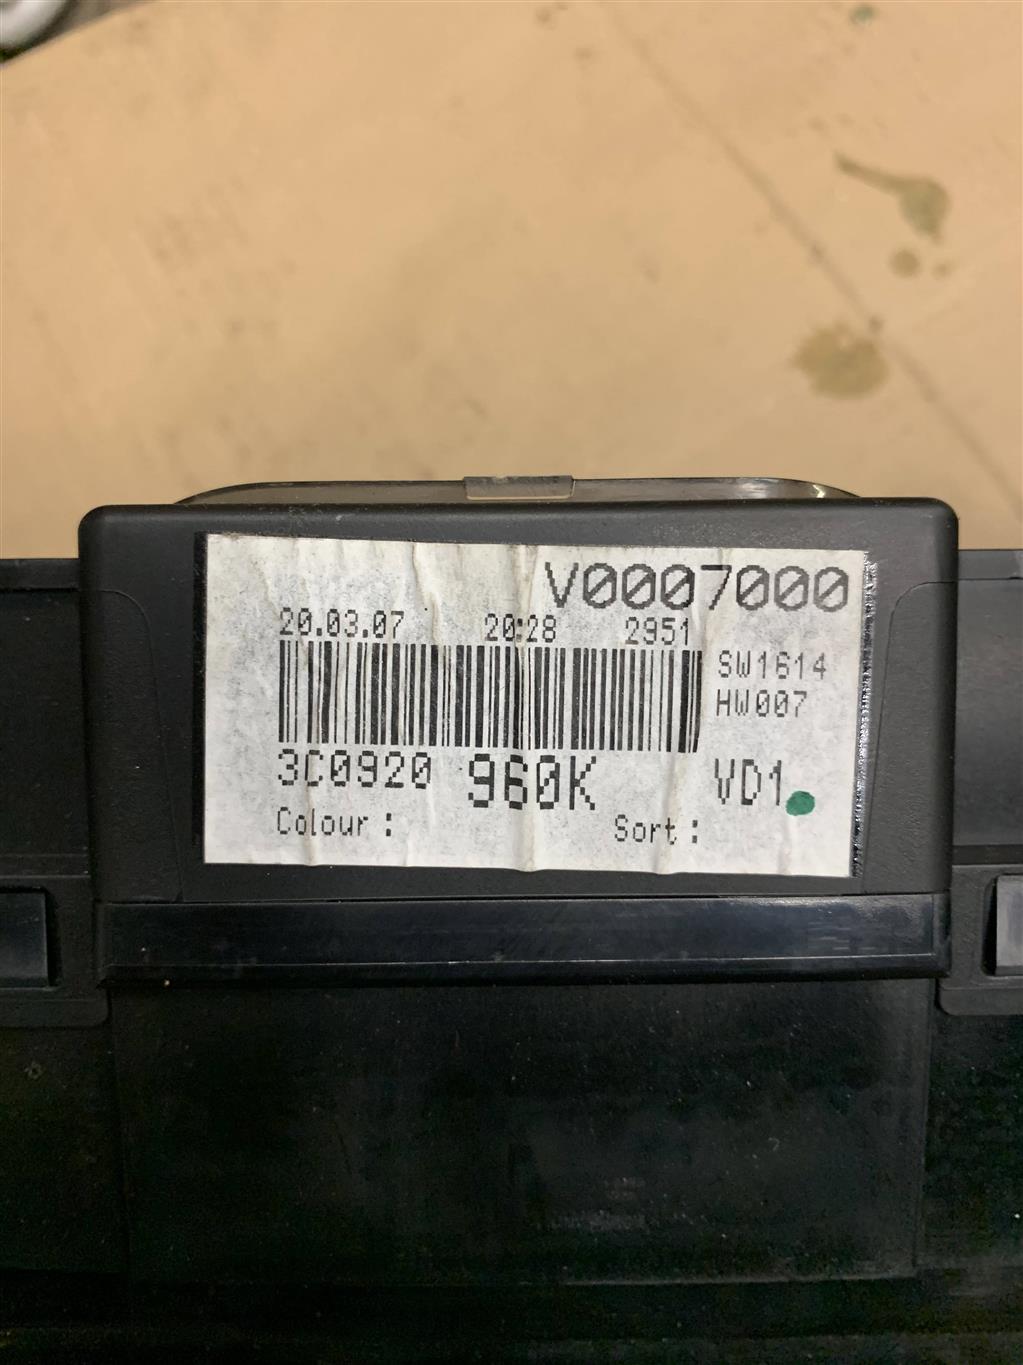 V0007000
20.03.07 20:28 2951
SW1614
HW007
3C0920 960K VD1
Colour : Sort :